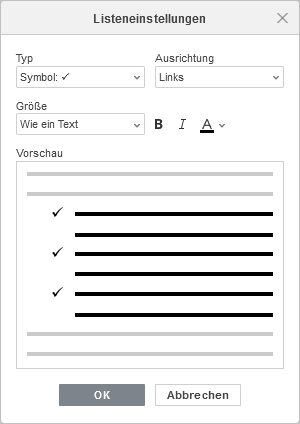 Listeneinstellungen
Typ Ausrichtung
Symbol: ✓ Links
Größe
Wie ein Text B I A
Vorschau
✓
✓
✓
OK Abbrechen